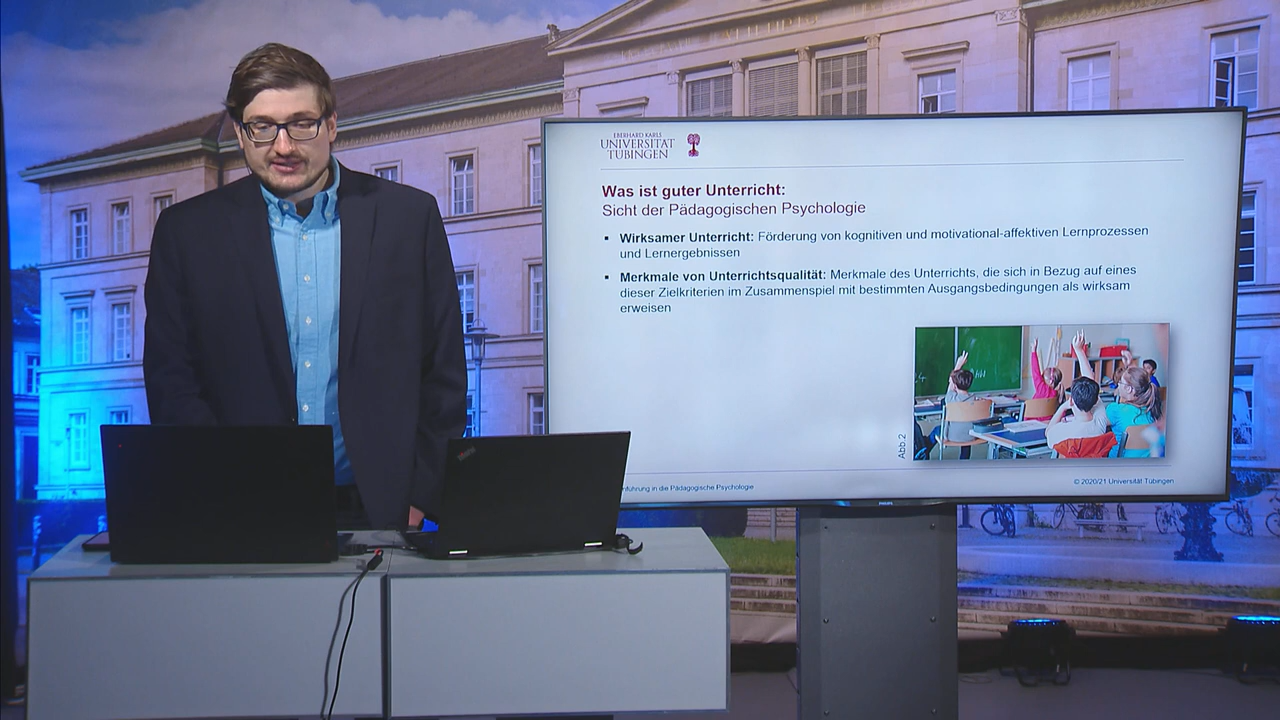 EBERHARD KARLS
UNIVERSITÄT
TÜBINGEN
Was ist guter Unterricht:
Sicht der Pädagogischen Psychologie
▪ Wirksamer Unterricht: Förderung von kognitiven und motivational-affektiven Lernprozessen
und Lernergebnissen
▪ Merkmale von Unterrichtsqualität: Merkmale des Unterrichts, die sich in Bezug auf eines
dieser Zielkriterien im Zusammenspiel mit bestimmten Ausgangsbedingungen als wirksam
erweisen
Abb.2
in die Pädagogische Psychologie
© 2020/21 Universität Tübingen
PHILIPS